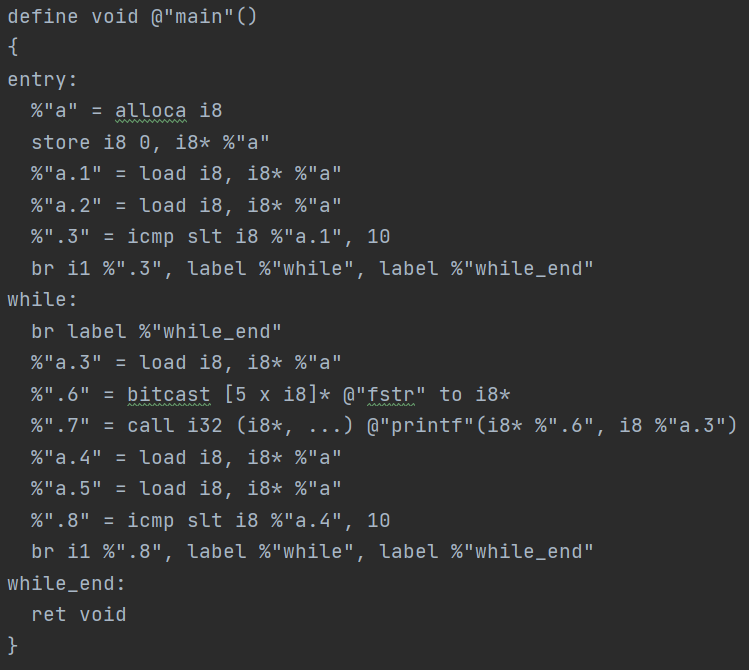 define void @"main"()
{
entry:
  %"a" = alloca i8
  store i8 0, i8* %"a"
  %"a.1" = load i8, i8* %"a"
  %"a.2" = load i8, i8* %"a"
  %".3" = icmp slt i8 %"a.1", 10
  br i1 %".3", label %"while", label %"while_end"
while:
  br label %"while_end"
  %"a.3" = load i8, i8* %"a"
  %".6" = bitcast [5 x i8]* @"fstr" to i8*
  %".7" = call i32 (i8*, ...) @"printf"(i8* %".6", i8 %"a.3")
  %"a.4" = load i8, i8* %"a"
  %"a.5" = load i8, i8* %"a"
  %".8" = icmp slt i8 %"a.4", 10
  br i1 %".8", label %"while", label %"while_end"
while_end:
  ret void
}